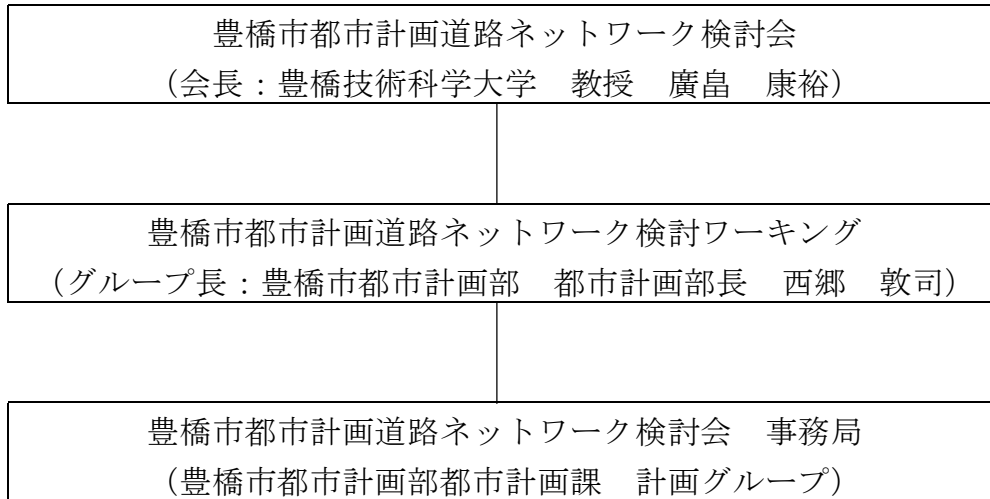 豊橋市都市計画道路ネットワーク検討会
（会長：豊橋技術科学大学　教授　廣畠　康裕）
豊橋市都市計画道路ネットワーク検討ワーキング
（グループ長：豊橋市都市計画部　都市計画部長　西郷　敦司）
豊橋市都市計画道路ネットワーク検討会　事務局
（豊橋市都市計画部都市計画課　計画グループ）